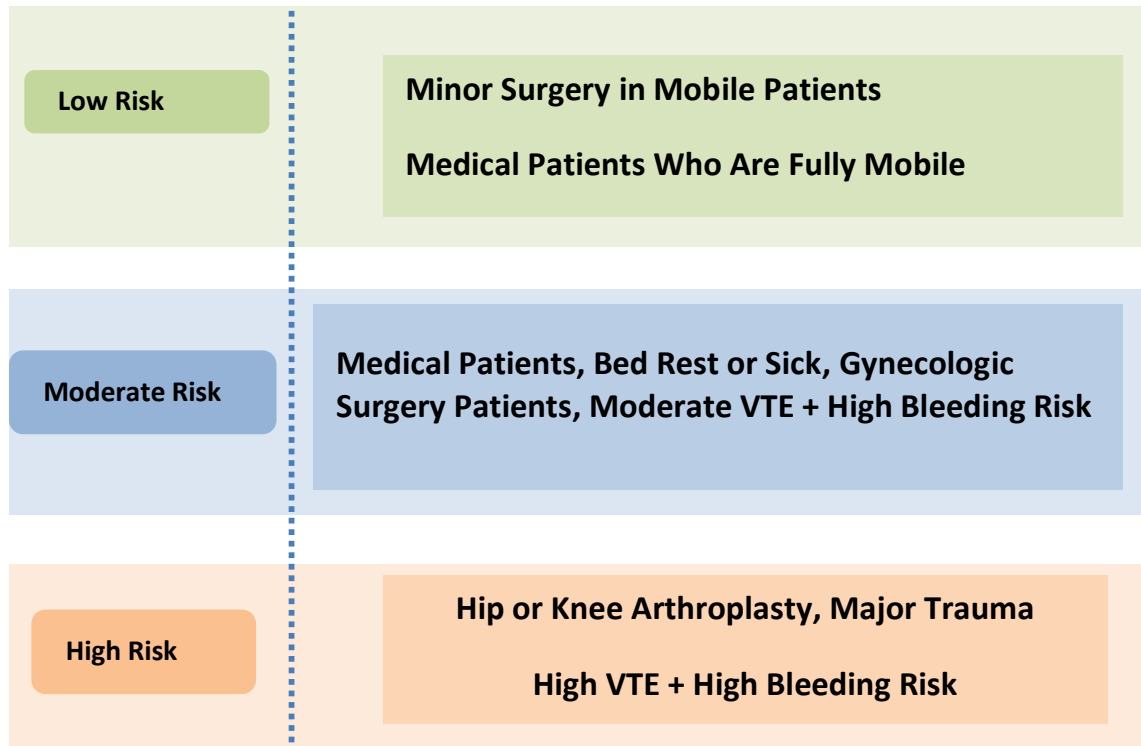 Low Risk
Minor Surgery in Mobile Patients
Medical Patients Who Are Fully Mobile
Moderate Risk
Medical Patients, Bed Rest or Sick, Gynecologic
Surgery Patients, Moderate VTE + High Bleeding Risk
High Risk
Hip or Knee Arthroplasty, Major Trauma
High VTE + High Bleeding Risk